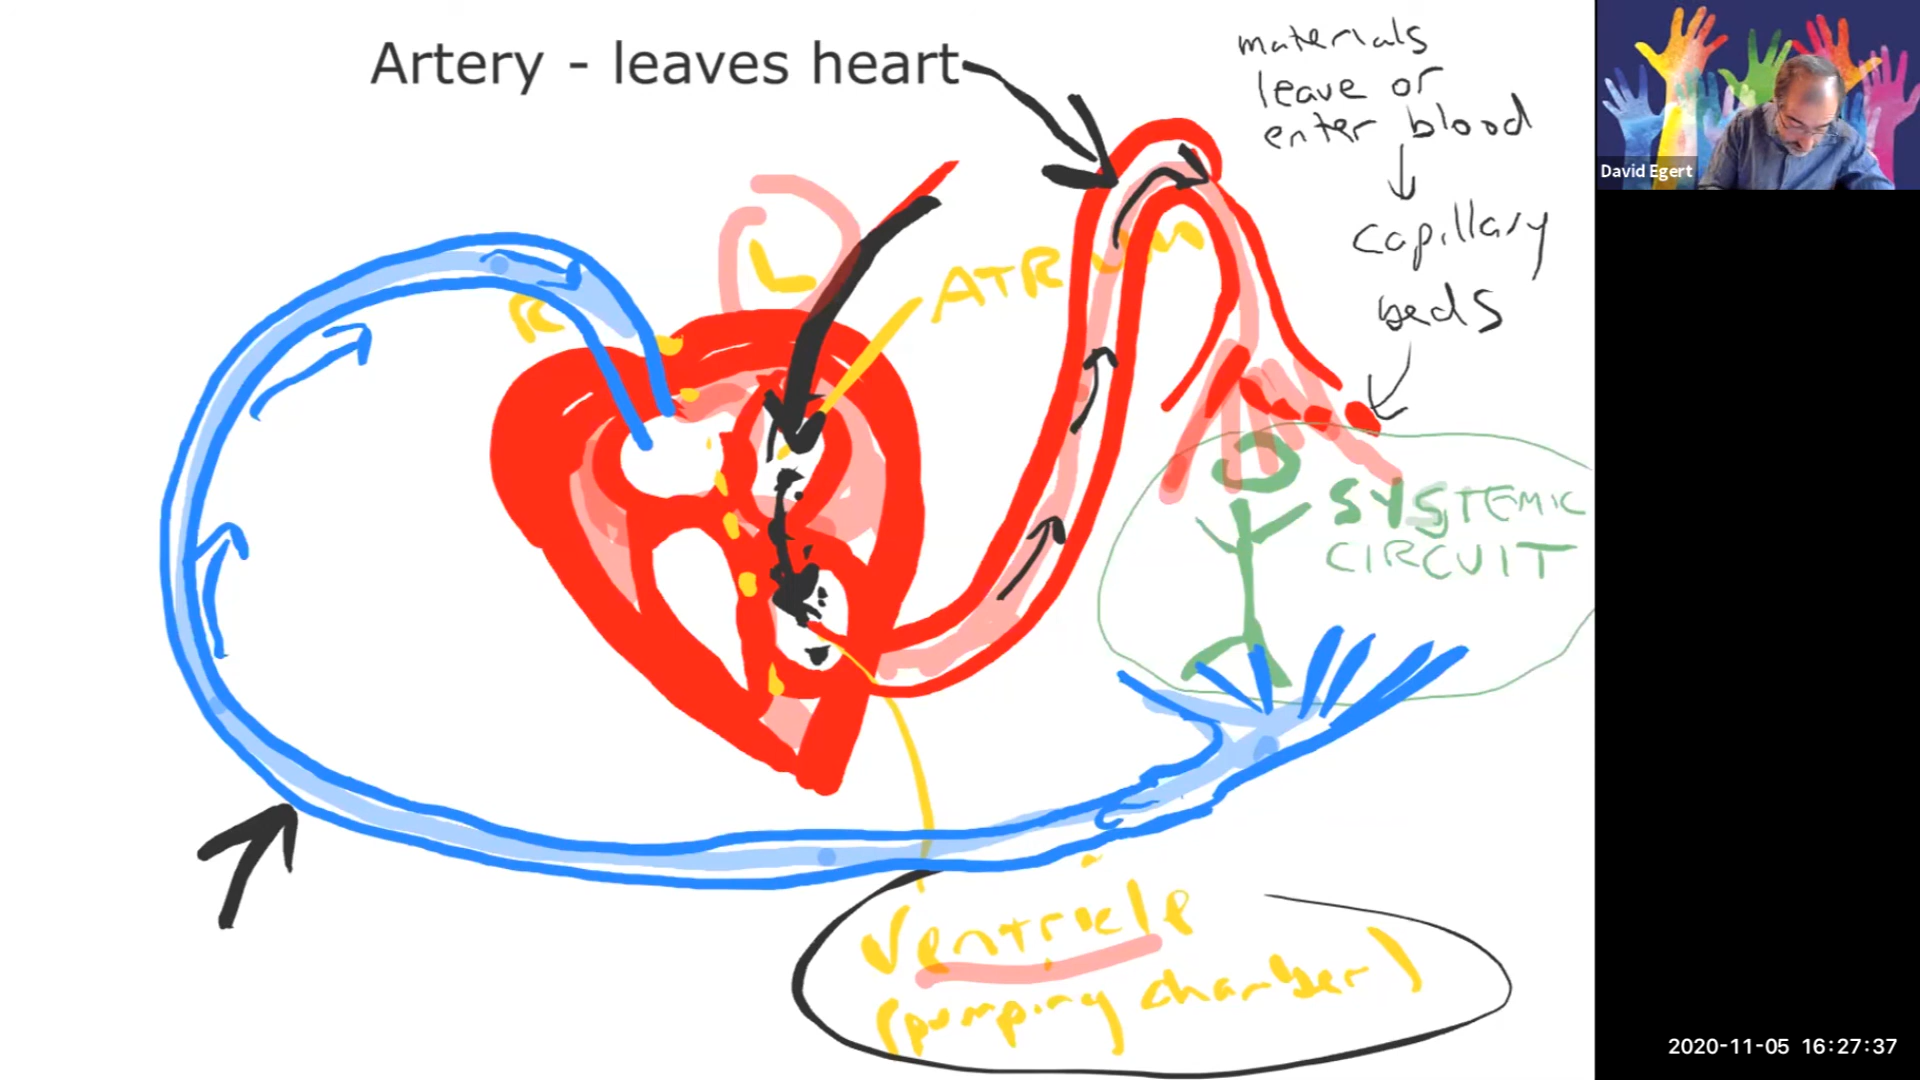 Artery - leaves heart
materials
leave or
enter blood
capillary
beds
L
R
ATRIUM
SYSTEMIC
CIRCUIT
Ventricle
(pumping chamber)
David Egert
2020-11-05 16:27:37